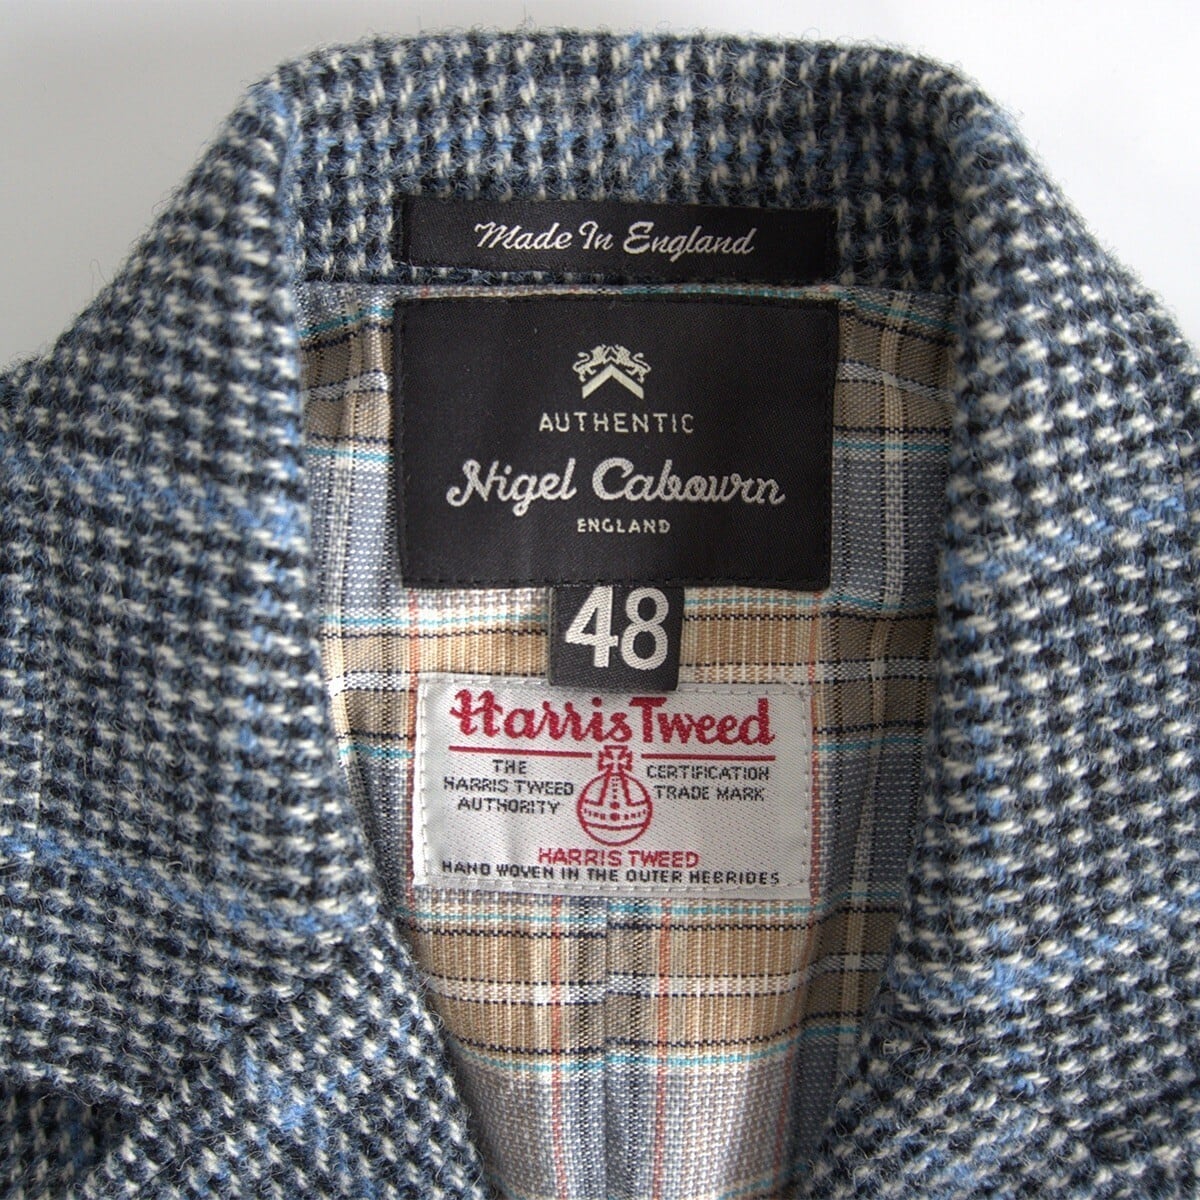 Made In England
AUTHENTIC
Nigel Cabourn
ENGLAND
48
Harris Tweed
THE
HARRIS TWEED
AUTHORITY
CERTIFICATION
TRADE MARK
HARRIS TWEED
HAND WOVEN IN THE OUTER HEBRIDES